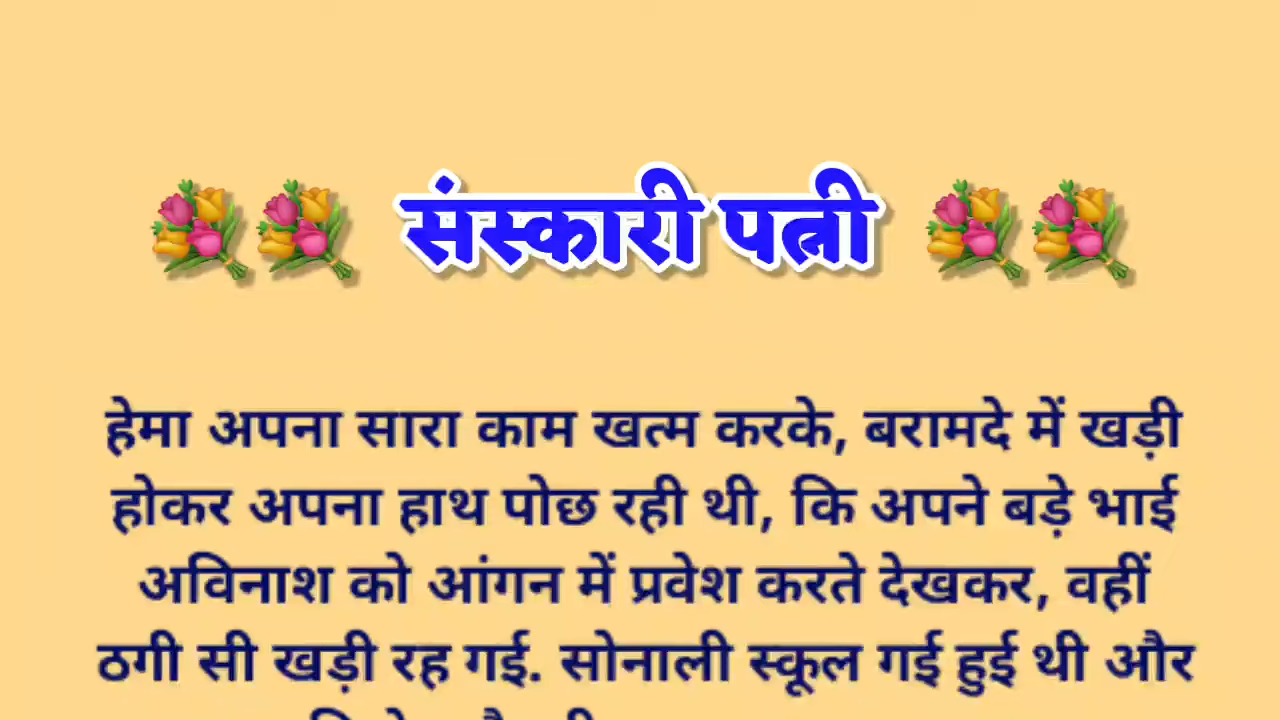 संस्कारी पत्नी
हेमा अपना सारा काम खत्म करके, बरामदे में खड़ी
होकर अपना हाथ पोछ रही थी, कि अपने बड़े भाई
अविनाश को आंगन में प्रवेश करते देखकर, वहीं
ठगी सी खड़ी रह गई. सोनाली स्कूल गई हुई थी और